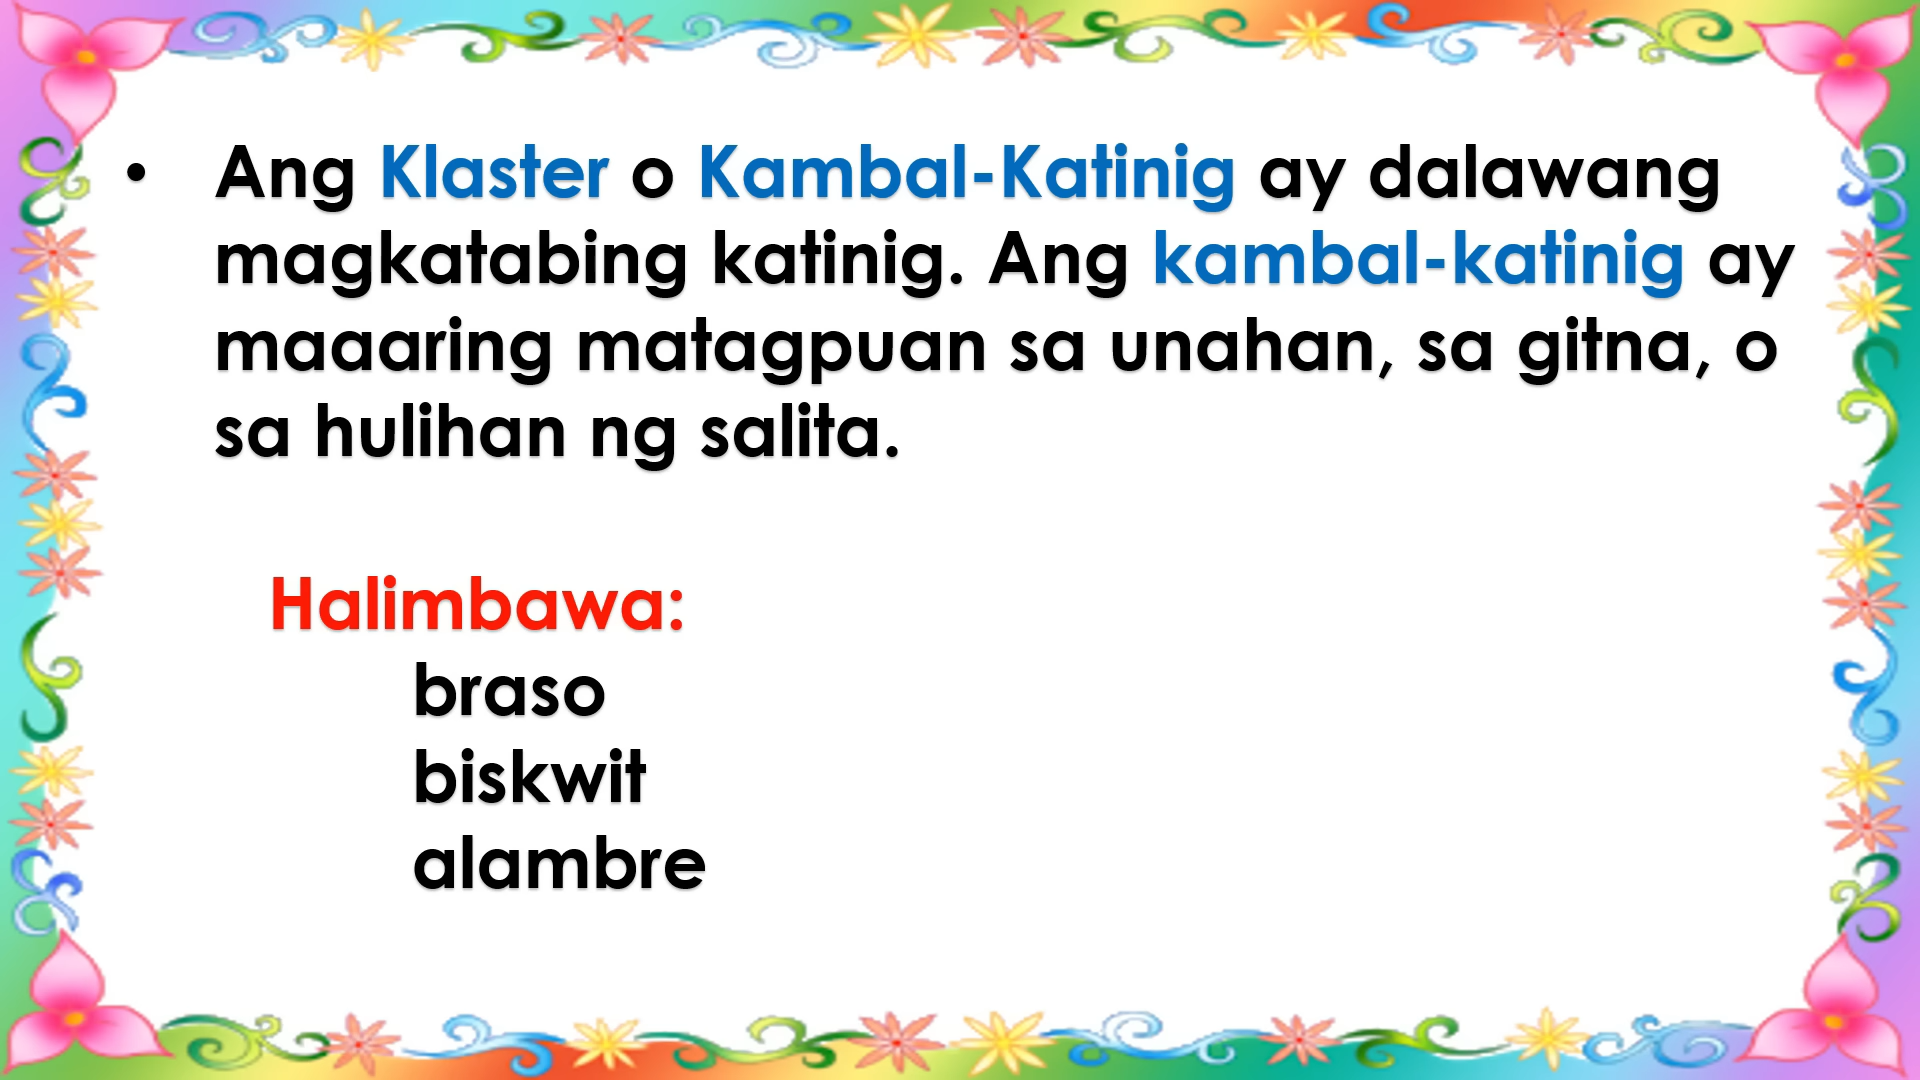 • Ang Klaster o Kambal-Katinig ay dalawang
magkatabing katinig. Ang kambal-katinig ay
maaaring matagpuan sa unahan, sa gitna, o
sa hulihan ng salita.
Halimbawa:
braso
biskwit
alambre